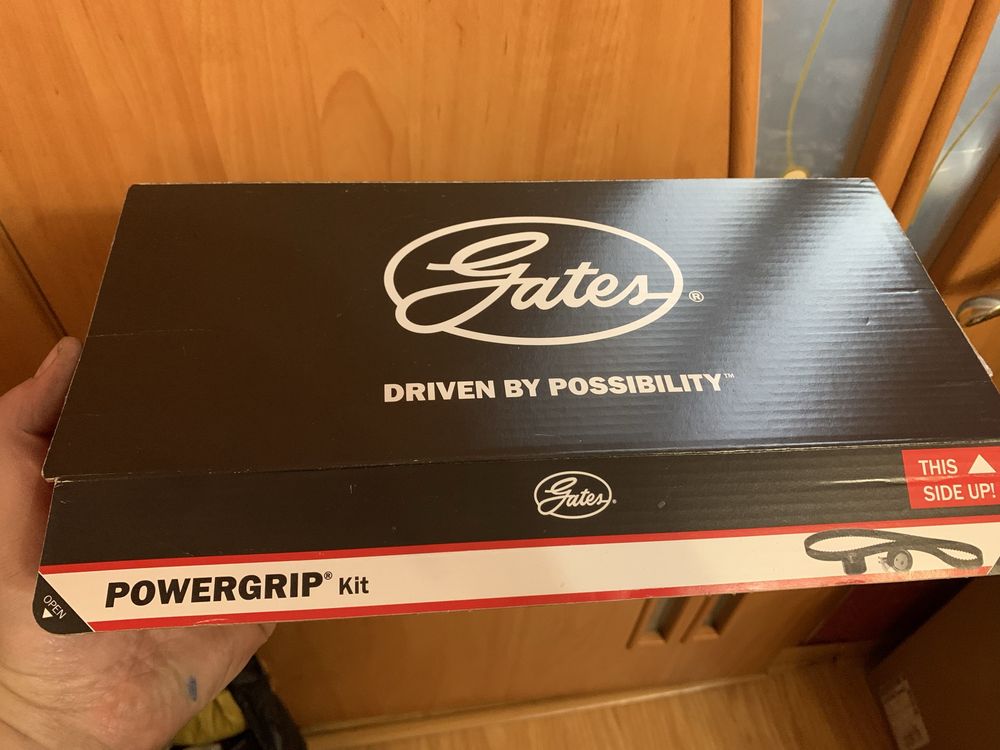 Gates®
DRIVEN BY POSSIBILITY™
Gates®
THIS
SIDE UP!
POWERGRIP® Kit
OPEN